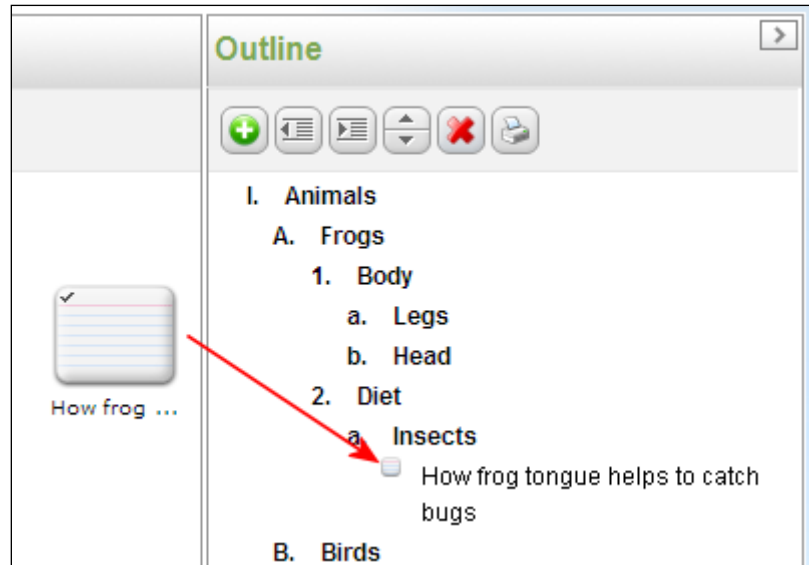 Outline
I. Animals
A. Frogs
1. Body
a. Legs
b. Head
How frog ...
2. Diet
a Insects
How frog tongue helps to catch
bugs
B. Birds